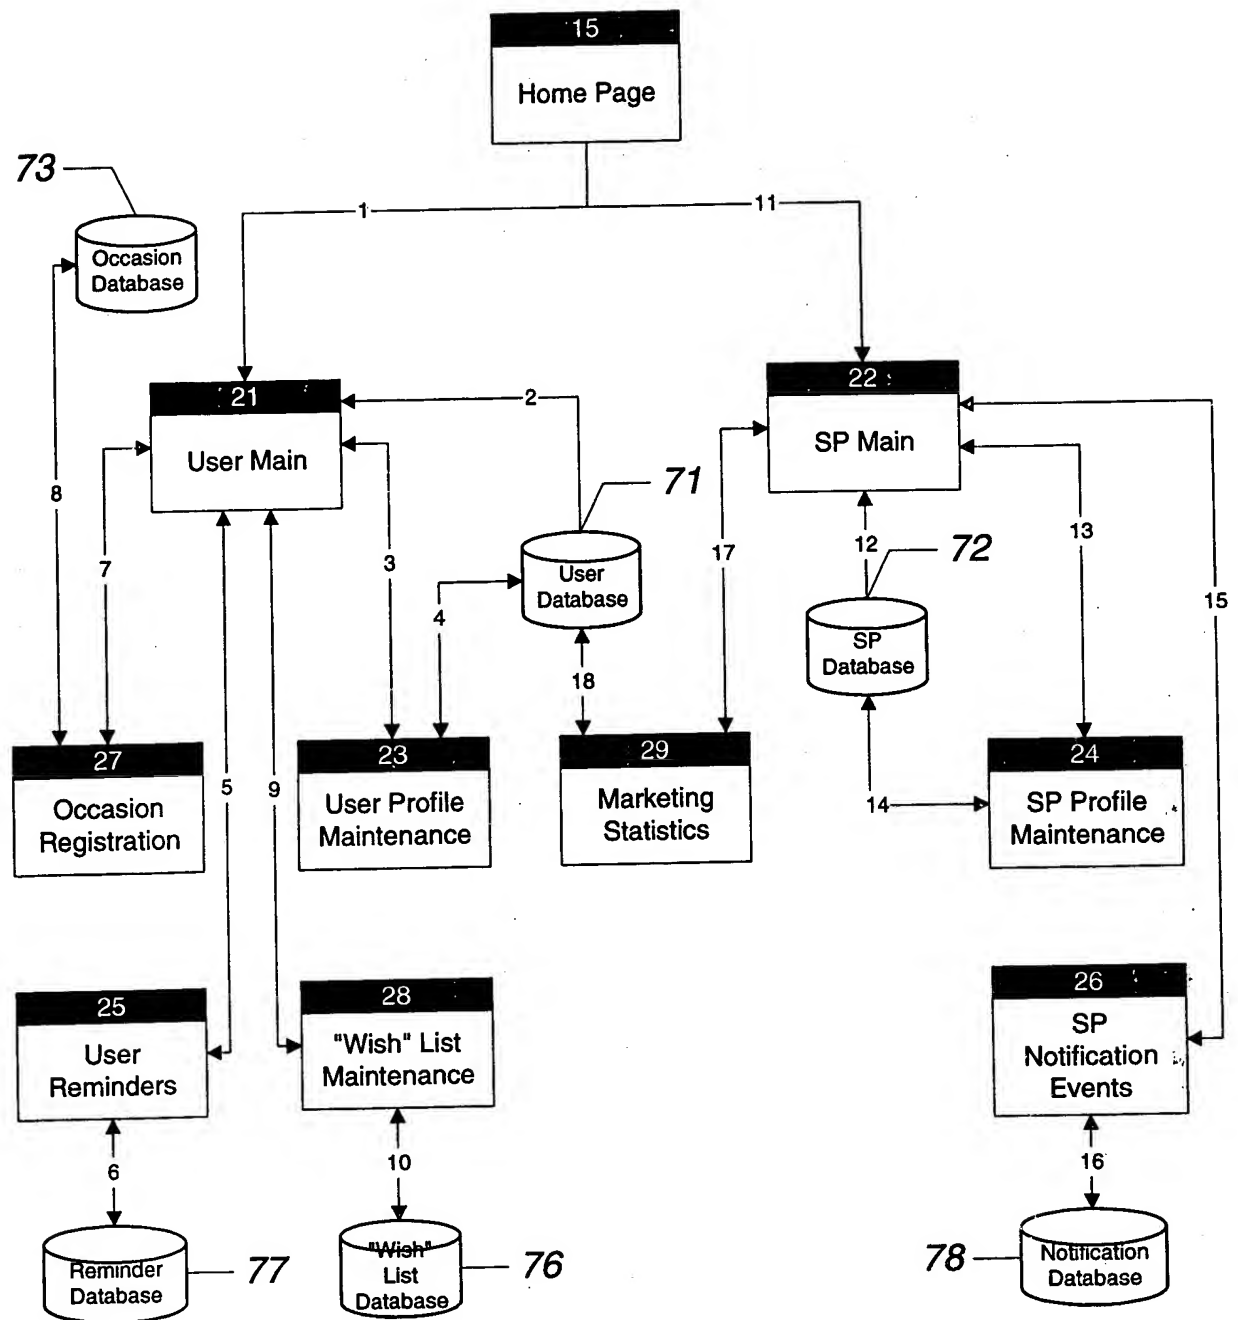 15
Home Page
73
1
11
Occasion
Database
21
User Main
2
22
SP Main
71
8
7
3
User
Database
4
17
12
72
13
15
SP
Database
18
27
Occasion
Registration
5
9
23
User Profile
Maintenance
29
Marketing
Statistics
14
24
SP Profile
Maintenance
25
User
Reminders
28
"Wish" List
Maintenance
26
SP
Notification
Events
6
10
16
Reminder
Database
77
"Wish"
List
Database
76
78
Notification
Database